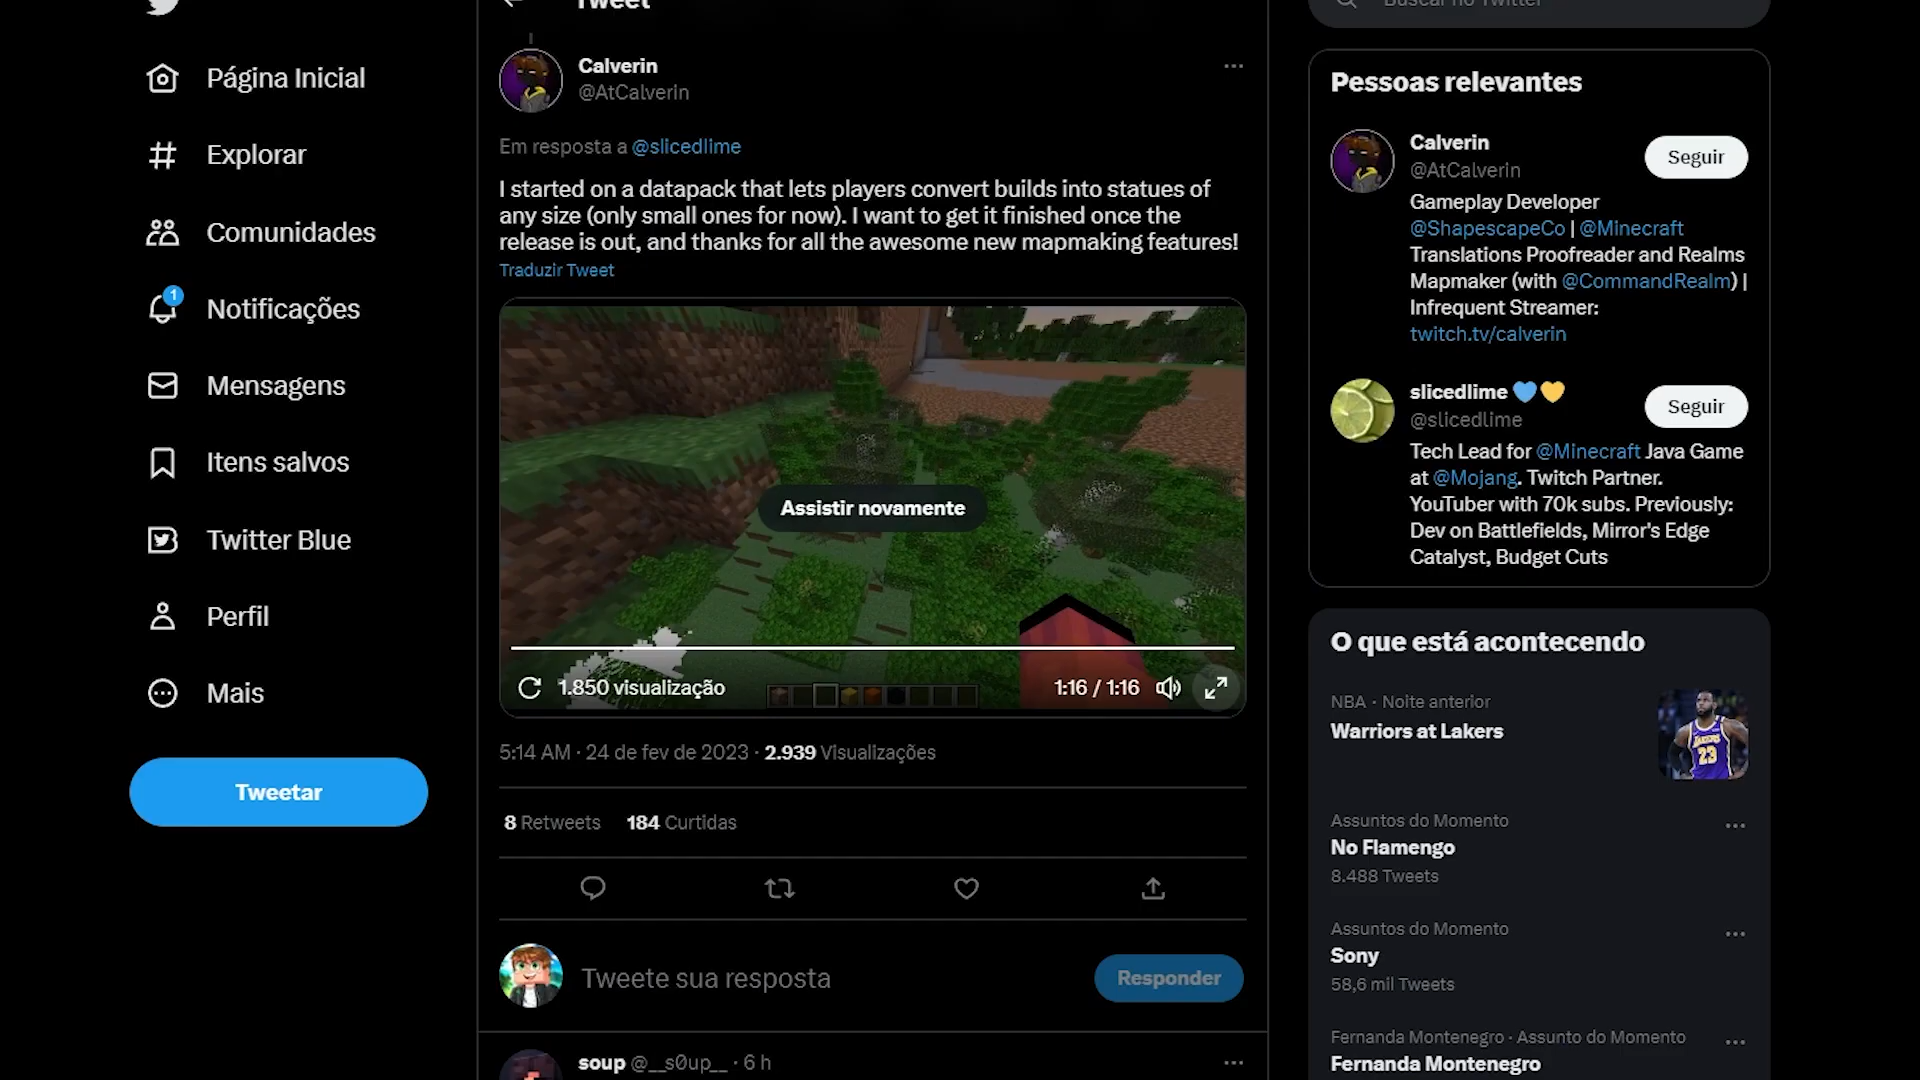 Página Inicial
Explorar
Comunidades
1
Notificações
Mensagens
Itens salvos
Twitter Blue
Perfil
Mais
Tweetar
Tweet
Calverin
@AtCalverin
Em resposta a @slicedlime
I started on a datapack that lets players convert builds into statues of
any size (only small ones for now). I want to get it finished once the
release is out, and thanks for all the awesome new mapmaking features!
Traduzir Tweet
Assistir novamente
1.850 visualização
1:16 / 1:16
5:14 AM · 24 de fev de 2023 · 2.939 Visualizações
8 Retweets 184 Curtidas
Tweete sua resposta
Responder
soup @__s0up__ · 6 h
Buscar no Twitter
Pessoas relevantes
Calverin
@AtCalverin
Seguir
Gameplay Developer
@ShapescapeCo | @Minecraft
Translations Proofreader and Realms
Mapmaker (with @CommandRealm) |
Infrequent Streamer:
twitch.tv/calverin
slicedlime 💙💛
@slicedlime
Seguir
Tech Lead for @Minecraft Java Game
at @Mojang. Twitch Partner.
YouTuber with 70k subs. Previously:
Dev on Battlefields, Mirror's Edge
Catalyst, Budget Cuts
O que está acontecendo
NBA · Noite anterior
Warriors at Lakers
LAKERS
23
Assuntos do Momento
No Flamengo
8.488 Tweets
Assuntos do Momento
Sony
58,6 mil Tweets
Fernanda Montenegro · Assunto do Momento
Fernanda Montenegro